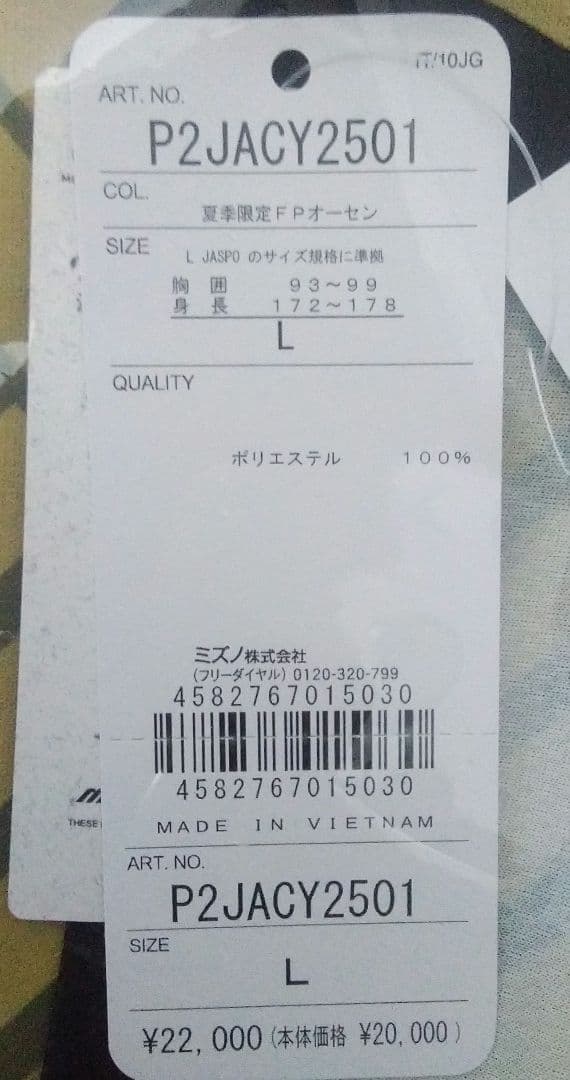 IT/10JG
ART. NO.
P2JACY2501
COL.
夏季限定FPオーセン
SIZE
L JASPO のサイズ規格に準拠
胸囲 93~99
身長 172~178
L
QUALITY
ポリエステル 100%
ミズノ株式会社
(フリーダイヤル) 0120-320-799
4582767015030
4582767015030
MADE IN VIETNAM
ART. NO.
P2JACY2501
SIZE
L
¥22,000(本体価格 ¥20,000)
THESE